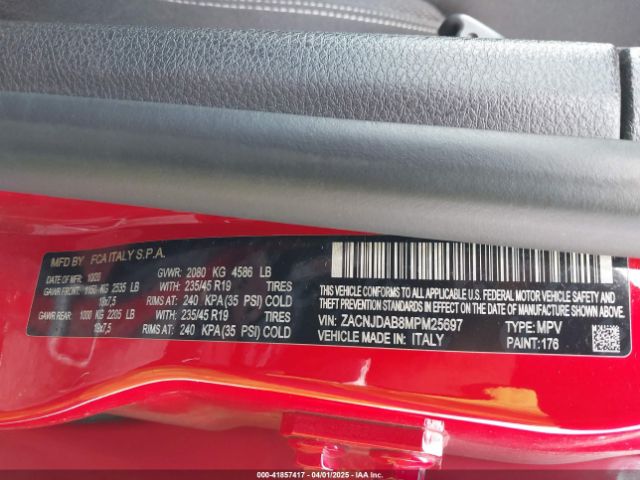 MFD BY FCA ITALY S.P.A.
DATE OF MFR: 10/20 GVWR: 2080 KG 4586 LB
GAWR FRONT: 1150 KG 2535 LB WITH: 235/45 R19 TIRES
19x7,5 RIMS AT: 240 KPA(35 PSI) COLD
GAWR REAR: 1000 KG 2205 LB WITH: 235/45 R19 TIRES
19x7,5 RIMS AT: 240 KPA(35 PSI) COLD
THIS VEHICLE CONFORMS TO ALL APPLICABLE U.S.
FEDERAL MOTOR VEHICLE SAFETY, BUMPER AND THEFT
PREVENTION STANDARDS IN EFFECT ON THE DATE OF
MANUFACTURE SHOWN ABOVE.
VIN: ZACNJDAB8MPM25697 TYPE: MPV
VEHICLE MADE IN: ITALY PAINT: 176
000-41857417 - 04/01/2025 - IAA Inc.